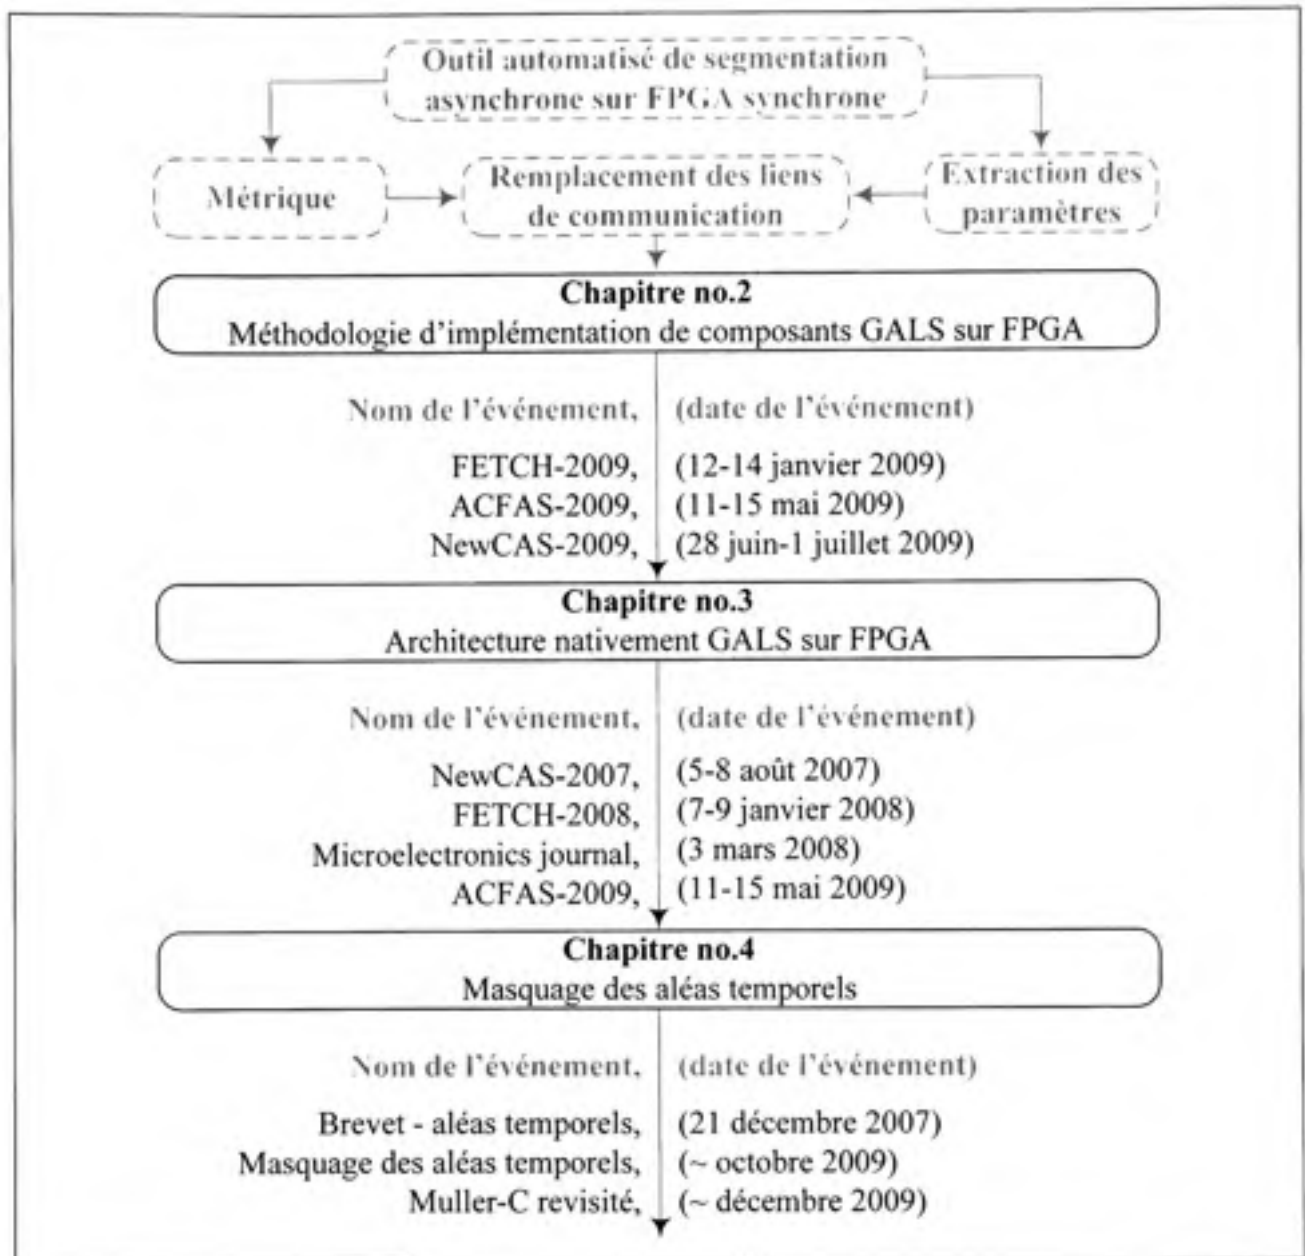 Outil automatisé de segmentation
asynchrone sur FPGA synchrone
Métrique
Remplacement des liens
de communication
Extraction des
paramètres
Chapitre no.2
Méthodologie d'implémentation de composants GALS sur FPGA
Nom de l'événement, (date de l'événement)
FETCH-2009, (12-14 janvier 2009)
ACFAS-2009, (11-15 mai 2009)
NewCAS-2009, (28 juin-1 juillet 2009)
Chapitre no.3
Architecture nativement GALS sur FPGA
Nom de l'événement, (date de l'événement)
NewCAS-2007, (5-8 août 2007)
FETCH-2008, (7-9 janvier 2008)
Microelectronics journal, (3 mars 2008)
ACFAS-2009, (11-15 mai 2009)
Chapitre no.4
Masquage des aléas temporels
Nom de l'événement, (date de l'événement)
Brevet - aléas temporels, (21 décembre 2007)
Masquage des aléas temporels, (~ octobre 2009)
Muller-C revisité, (~ décembre 2009)